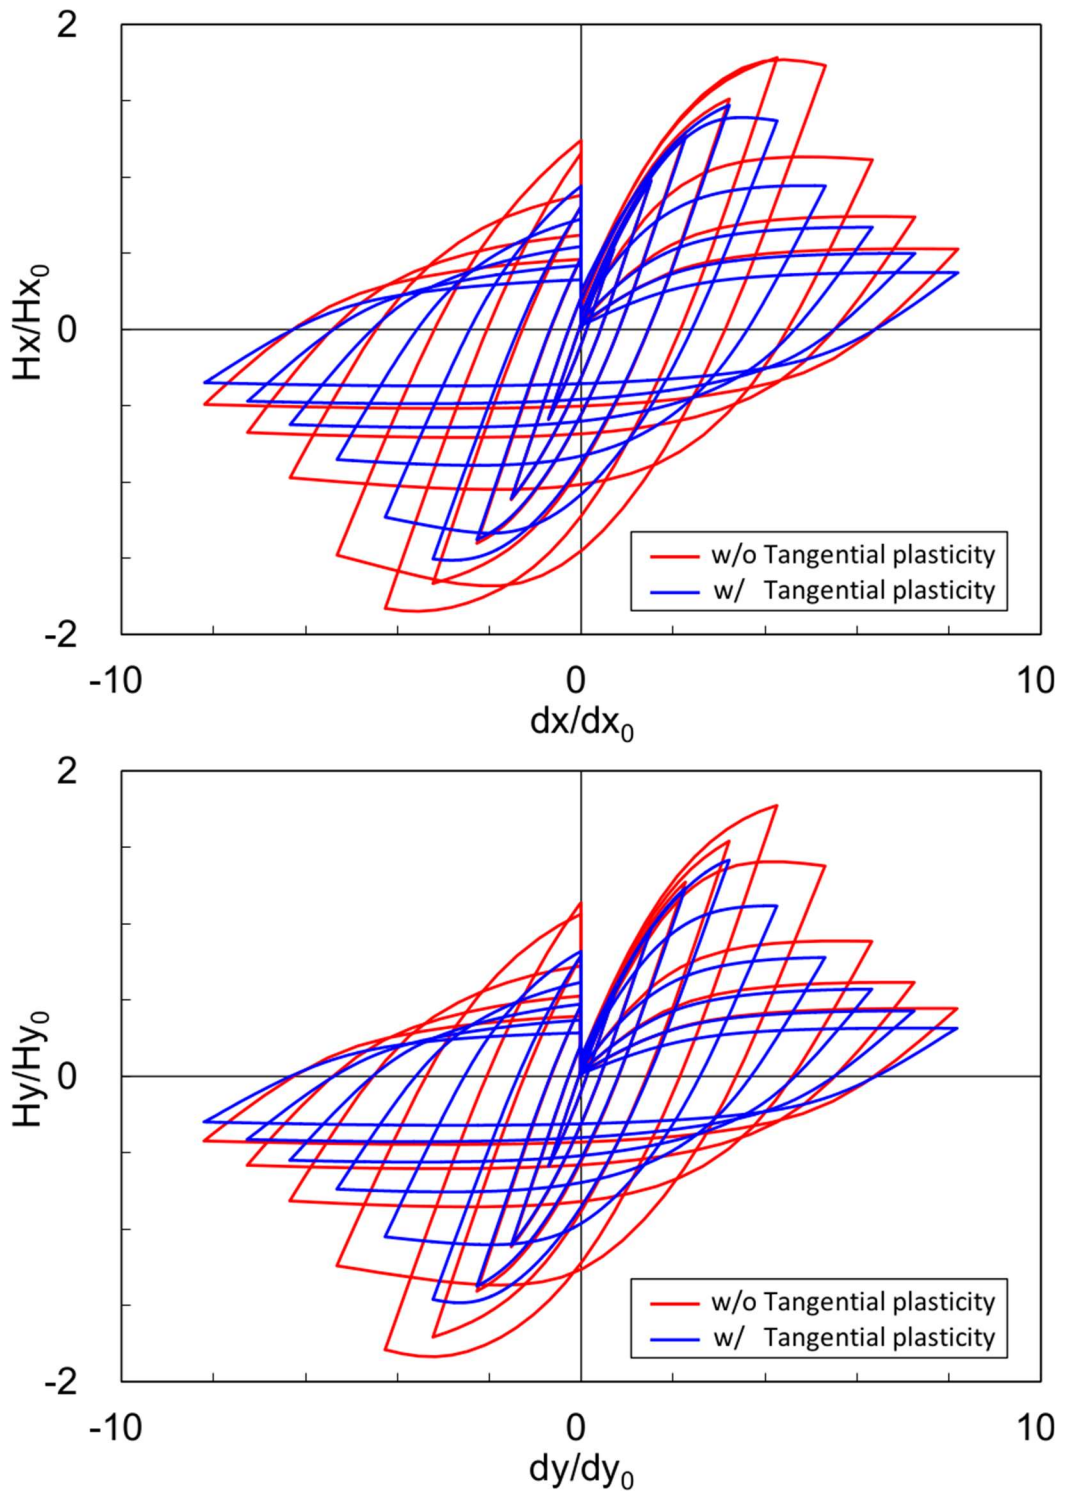 2
Hx/Hx0
0
w/o Tangential plasticity
w/ Tangential plasticity
-2
-10 0 10
dx/dx0
2
Hy/Hy0
0
w/o Tangential plasticity
w/ Tangential plasticity
-2
-10 0 10
dy/dy0